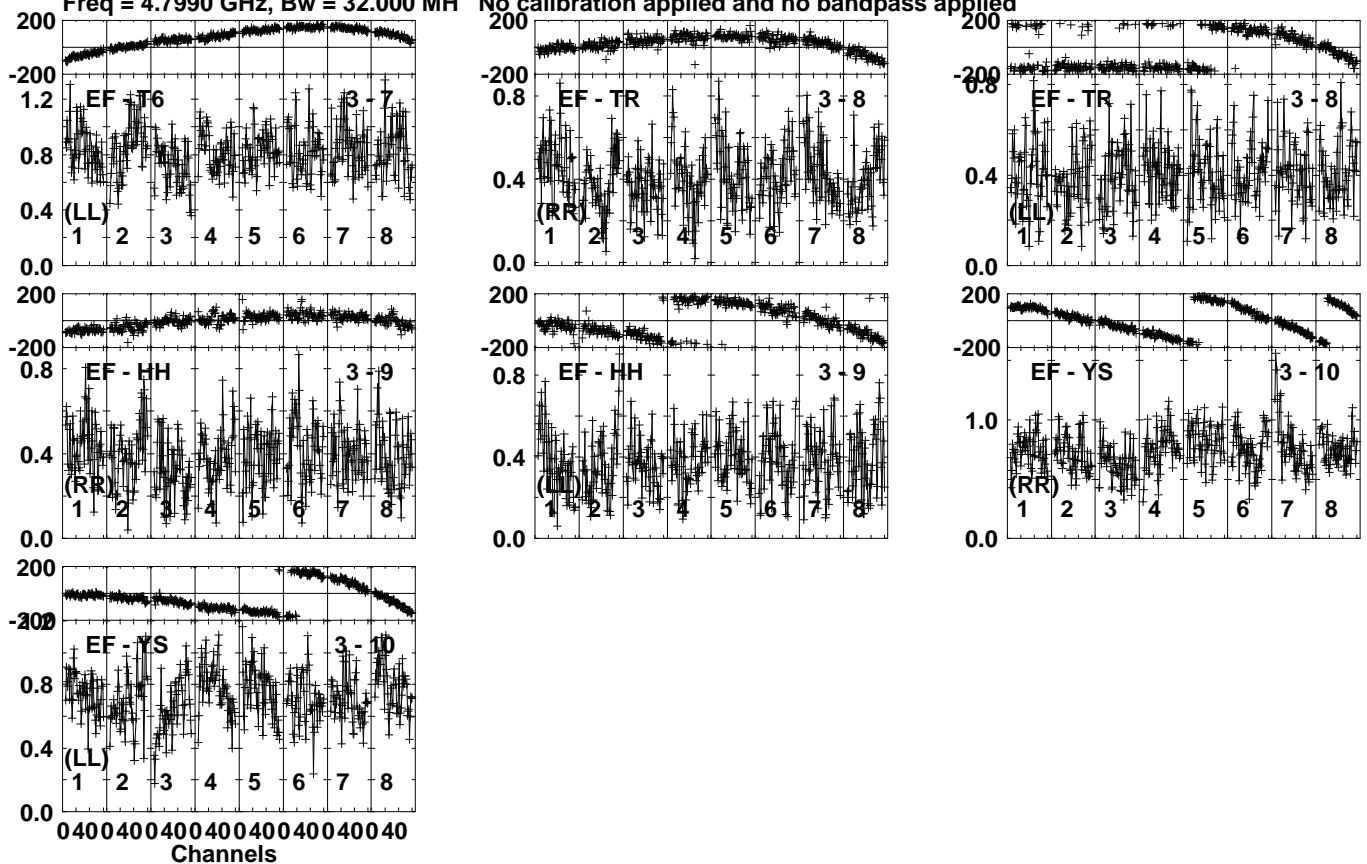 Freq = 4.7990 GHz, Bw = 32.000 MH No calibration applied and no bandpass applied
200
-200
1.2
0.8
0.4
0.0
EF - T6 3 - 7
(LL)
1 2 3 4 5 6 7 8
200
-200
0.8
0.4
0.0
EF - TR 3 - 8
(RR)
1 2 3 4 5 6 7 8
200
-200
0.8
0.4
0.0
EF - TR 3 - 8
(LL)
1 2 3 4 5 6 7 8
200
-200
0.8
0.4
0.0
EF - HH 3 - 9
(RR)
1 2 3 4 5 6 7 8
200
-200
0.8
0.4
0.0
EF - HH 3 - 9
(LL)
1 2 3 4 5 6 7 8
200
-200
1.0
0.0
EF - YS 3 - 10
(RR)
1 2 3 4 5 6 7 8
200
-200
1.2
0.8
0.4
0.0
EF - YS 3 - 10
(LL)
1 2 3 4 5 6 7 8
0 40 0 40 0 40 0 40 0 40 0 40 0 40 0 40
Channels